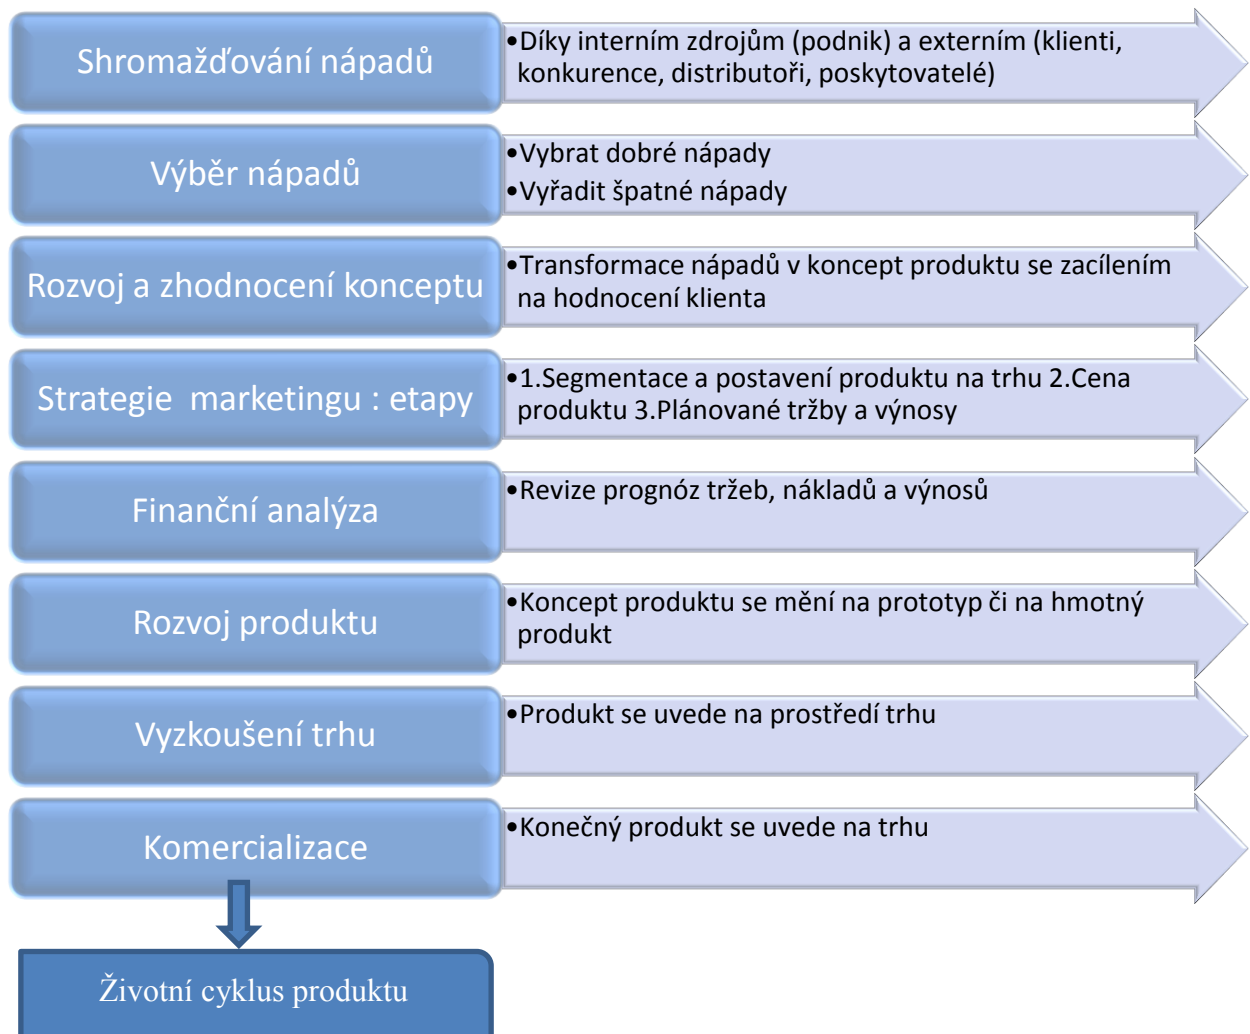 Shromažďování nápadů
•Díky interním zdrojům (podnik) a externím (klienti,
konkurence, distributoři, poskytovatelé)
Výběr nápadů
•Vybrat dobré nápady
•Vyřadit špatné nápady
Rozvoj a zhodnocení konceptu
•Transformace nápadů v koncept produktu se zacílením
na hodnocení klienta
Strategie  marketingu : etapy
•1.Segmentace a postavení produktu na trhu 2.Cena
produktu 3.Plánované tržby a výnosy
Finanční analýza
•Revize prognóz tržeb, nákladů a výnosů
Rozvoj produktu
•Koncept produktu se mění na prototyp či na hmotný
produkt
Vyzkoušení trhu
•Produkt se uvede na prostředí trhu
Komercializace
•Konečný produkt se uvede na trhu
Životní cyklus produktu